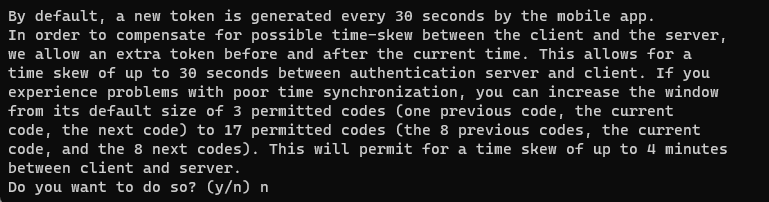 By default, a new token is generated every 30 seconds by the mobile app.
In order to compensate for possible time-skew between the client and the server,
we allow an extra token before and after the current time. This allows for a
time skew of up to 30 seconds between authentication server and client. If you
experience problems with poor time synchronization, you can increase the window
from its default size of 3 permitted codes (one previous code, the current
code, the next code) to 17 permitted codes (the 8 previous codes, the current
code, and the 8 next codes). This will permit for a time skew of up to 4 minutes
between client and server.
Do you want to do so? (y/n) n